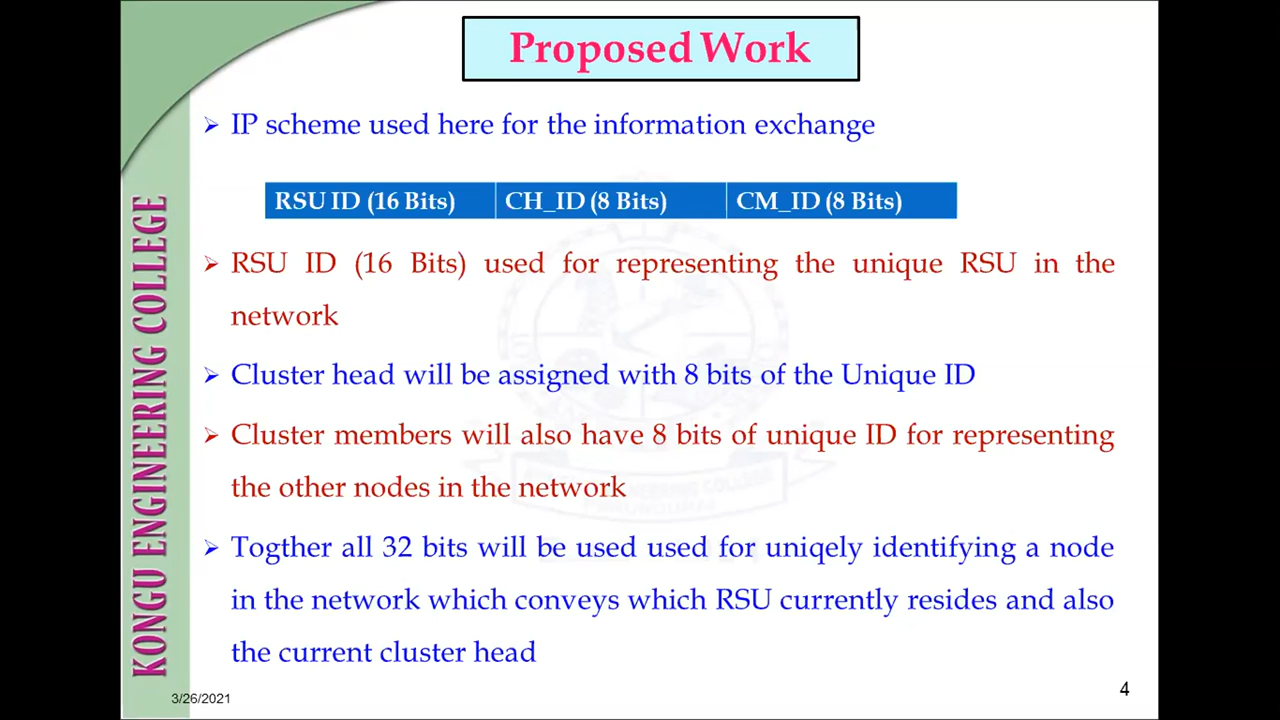 Proposed Work
IP scheme used here for the information exchange
RSU ID (16 Bits) CH_ID (8 Bits) CM_ID (8 Bits)
RSU ID (16 Bits) used for representing the unique RSU in the
network
Cluster head will be assigned with 8 bits of the Unique ID
Cluster members will also have 8 bits of unique ID for representing
the other nodes in the network
Togther all 32 bits will be used used for uniqely identifying a node
in the network which conveys which RSU currently resides and also
the current cluster head
KONGU ENGINEERING COLLEGE
3/26/2021
4